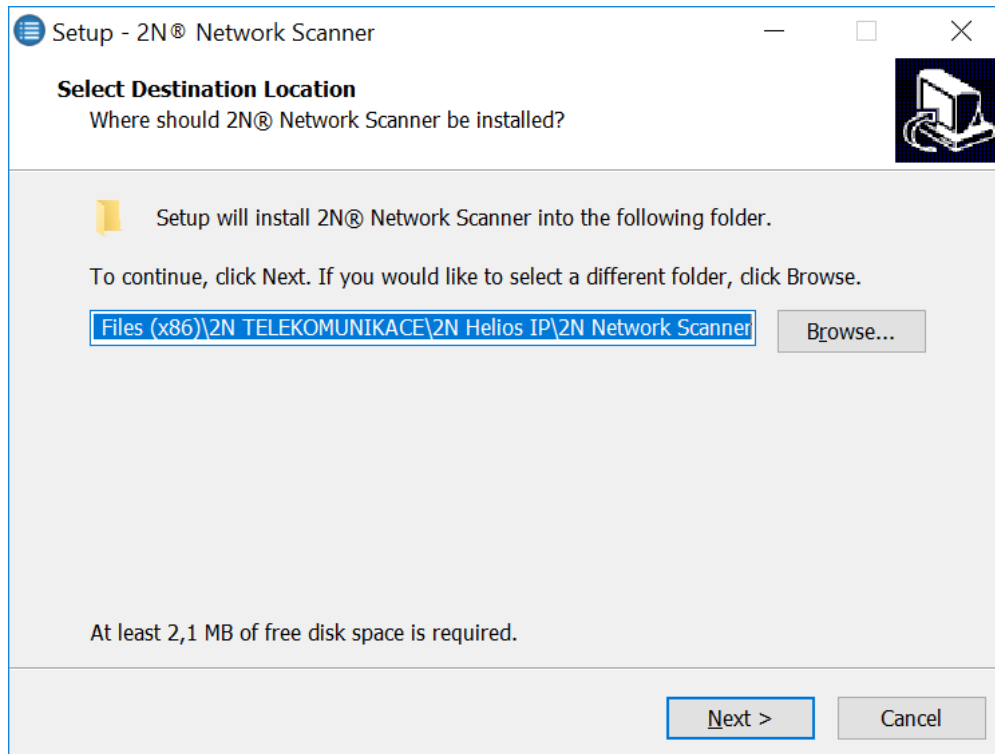 Setup - 2N® Network Scanner
Select Destination Location
Where should 2N® Network Scanner be installed?
Setup will install 2N® Network Scanner into the following folder.
To continue, click Next. If you would like to select a different folder, click Browse.
Files (x86)\2N TELEKOMUNIKACE\2N Helios IP\2N Network Scanner
Browse...
At least 2,1 MB of free disk space is required.
Next >
Cancel